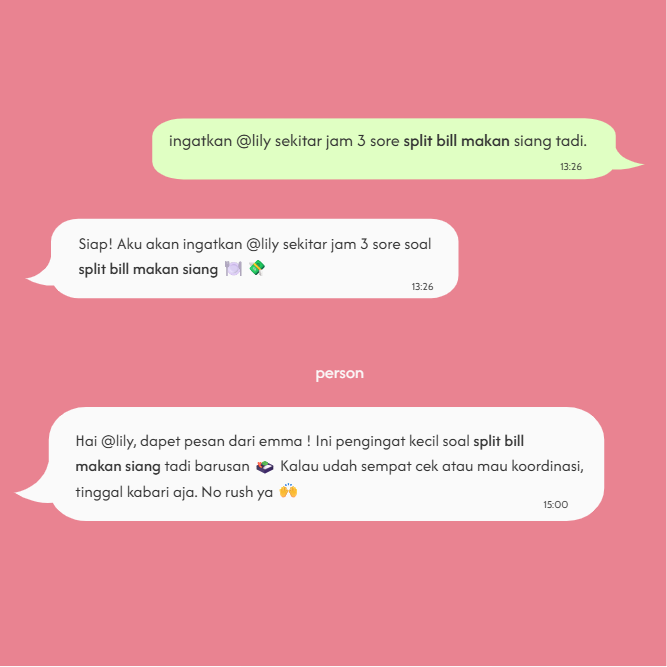 ingatkan @lily sekitar jam 3 sore split bill makan siang tadi.
13:26
Siap! Aku akan ingatkan @lily sekitar jam 3 sore soal
split bill makan siang 🍽️ 💸
13:26
person
Hai @lily, dapet pesan dari emma ! Ini pengingat kecil soal split bill
makan siang tadi barusan 🍱 Kalau udah sempat cek atau mau koordinasi,
tinggal kabari aja. No rush ya 🙌
15:00